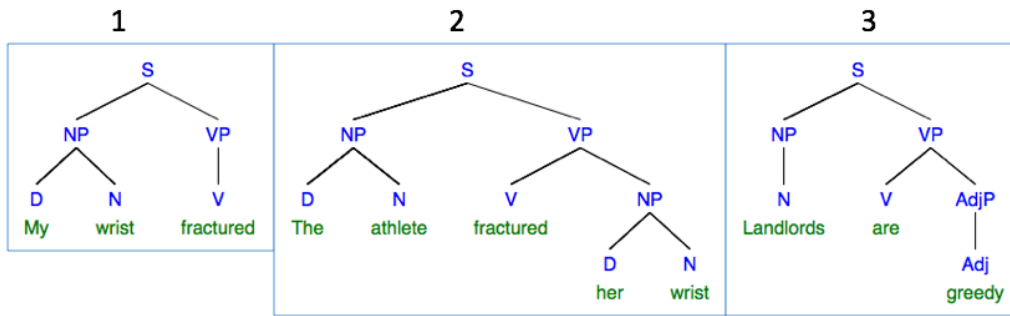 1 2 3
S S S
NP VP NP VP NP VP
D N V D N V NP N V AdjP
My wrist fractured The athlete fractured Landlords are
D N Adj
her wrist greedy